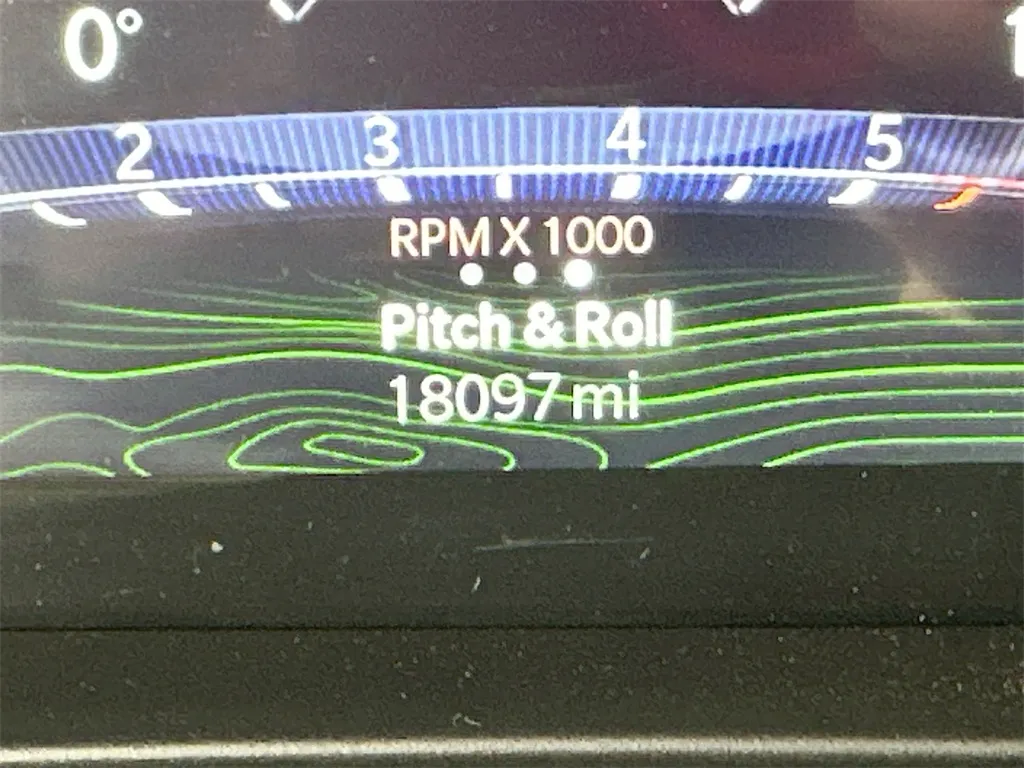 0°
2 3 4 5
RPM X 1000
Pitch & Roll
18097 mi